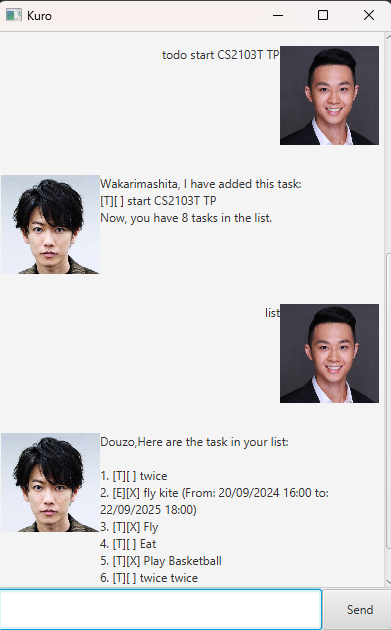 Kuro
todo start CS2103T TP
Wakarimashita, I have added this task:
[T][ ] start CS2103T TP
Now, you have 8 tasks in the list.
list
Douzo,Here are the task in your list:
1. [T][ ] twice
2. [E][X] fly kite (From: 20/09/2024 16:00 to:
22/09/2025 18:00)
3. [T][X] Fly
4. [T][ ] Eat
5. [T][X] Play Basketball
6. [T][ ] twice twice
Send